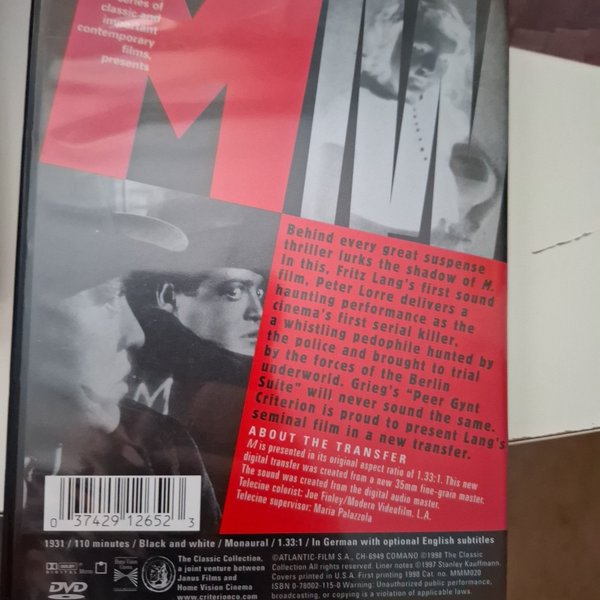 series of
classic and
important
contemporary
films,
presents
M
M
Behind every great suspense
thriller lurks the shadow of M.
In this, Fritz Lang's first sound
film, Peter Lorre delivers a
haunting performance as the
cinema's first serial killer,
a whistling pedophile hunted by
the police and brought to trial
by the forces of the Berlin
underworld. Grieg's "Peer Gynt
Suite" will never sound the same.
Criterion is proud to present Lang's
seminal film in a new transfer.
ABOUT THE TRANSFER
M is presented in its original aspect ratio of 1.33:1. This new
digital transfer was created from a new 35mm fine-grain master.
The sound was created from the digital audio master.
Telecine colorist: Joe Finley/Modern Videofilm, L.A.
Telecine supervisor: Maria Palazzola
M
0 37429 12652 3
1931 / 110 minutes / Black and white / Monaural / 1.33:1 / In German with optional English subtitles
The Classic Collection,
a joint venture between
Janus Films and
Home Vision Cinema
www.criterionco.com
©ATLANTIC-FILM S.A., CH-6949 COMANO ©1998 The Classic
Collection All rights reserved. Liner notes ©1997 Stanley Kauffmann.
Covers printed in U.S.A. First printing 1998 Cat. no. MMM020
ISBN 0-78002-115-0 Warning: Unauthorized public performance,
broadcasting, or copying is a violation of applicable laws.
DOLBY DIGITAL
Home Vision Cinema
DVD